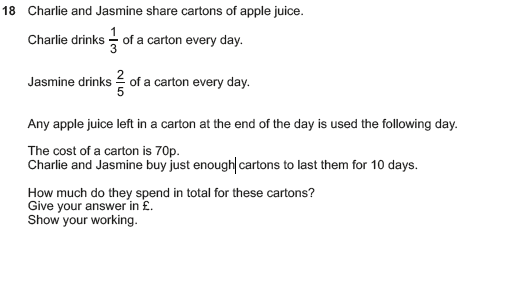 18 Charlie and Jasmine share cartons of apple juice.
Charlie drinks 1/3 of a carton every day.
Jasmine drinks 2/5 of a carton every day.
Any apple juice left in a carton at the end of the day is used the following day.
The cost of a carton is 70p.
Charlie and Jasmine buy just enough cartons to last them for 10 days.
How much do they spend in total for these cartons?
Give your answer in £.
Show your working.